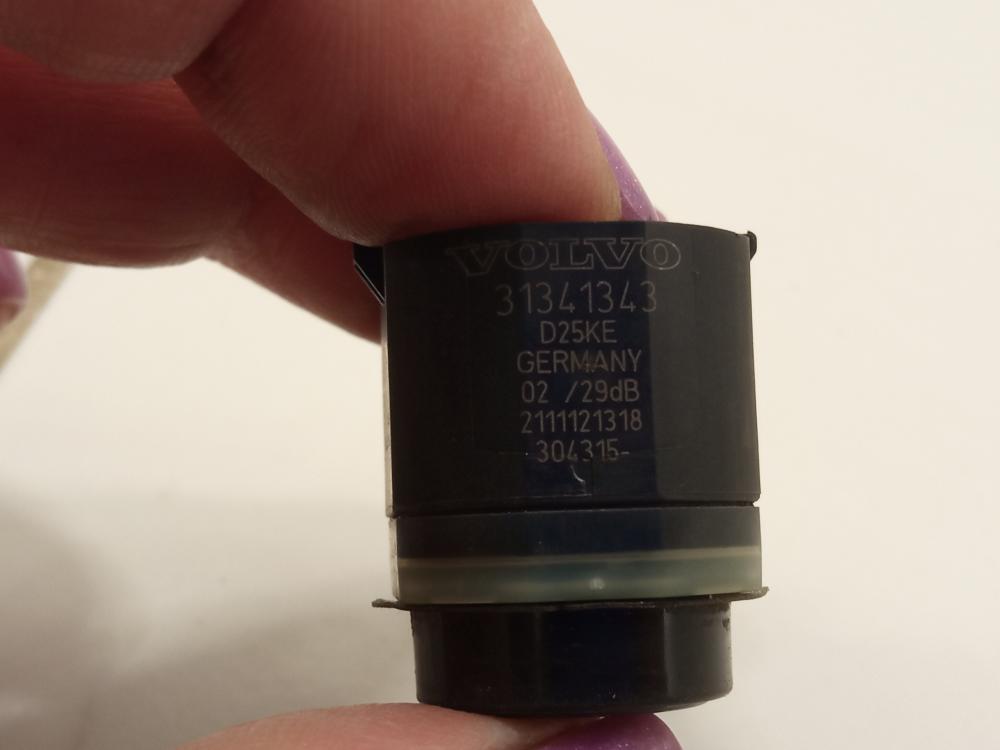 VOLVO
31341343
D25KE
GERMANY
02 /29dB
2111121318
304315-